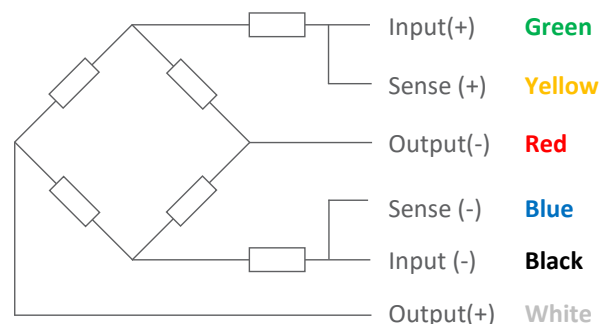 Input(+) Green
Sense (+) Yellow
Output(-) Red
Sense (-) Blue
Input (-) Black
Output(+) White